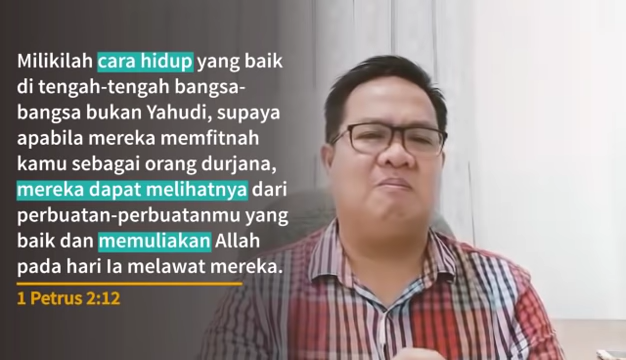 Milikilah cara hidup yang baik
di tengah-tengah bangsa-
bangsa bukan Yahudi, supaya
apabila mereka memfitnah
kamu sebagai orang durjana,
mereka dapat melihatnya dari
perbuatan-perbuatanmu yang
baik dan memuliakan Allah
pada hari Ia melawat mereka.
1 Petrus 2:12